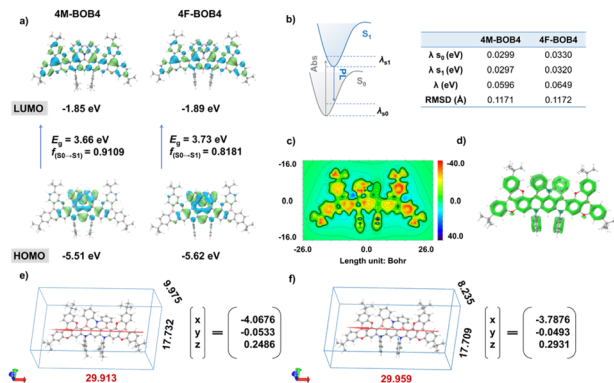 a)
4M-BOB4
4F-BOB4
LUMO
-1.85 eV
-1.89 eV
Eg = 3.66 eV
f(S0→S1) = 0.9109
Eg = 3.73 eV
f(S0→S1) = 0.8181
HOMO
-5.51 eV
-5.62 eV
b)
S1
λs1
Abs
PL
S0
λs0
4M-BOB4
4F-BOB4
λ s0 (eV)
0.0299
0.0330
λ s1 (eV)
0.0297
0.0320
λ (eV)
0.0596
0.0649
RMSD (Å)
0.1171
0.1172
c)
-16.0
0.0
-16.0
-26.0
0.0
26.0
Length unit: Bohr
-40.0
0.0
40.0
d)
e)
9.975
17.732
29.913
x
y
z
=
-4.0676
-0.0533
0.2486
f)
8.235
17.709
29.959
x
y
z
=
-3.7876
-0.0493
0.2931